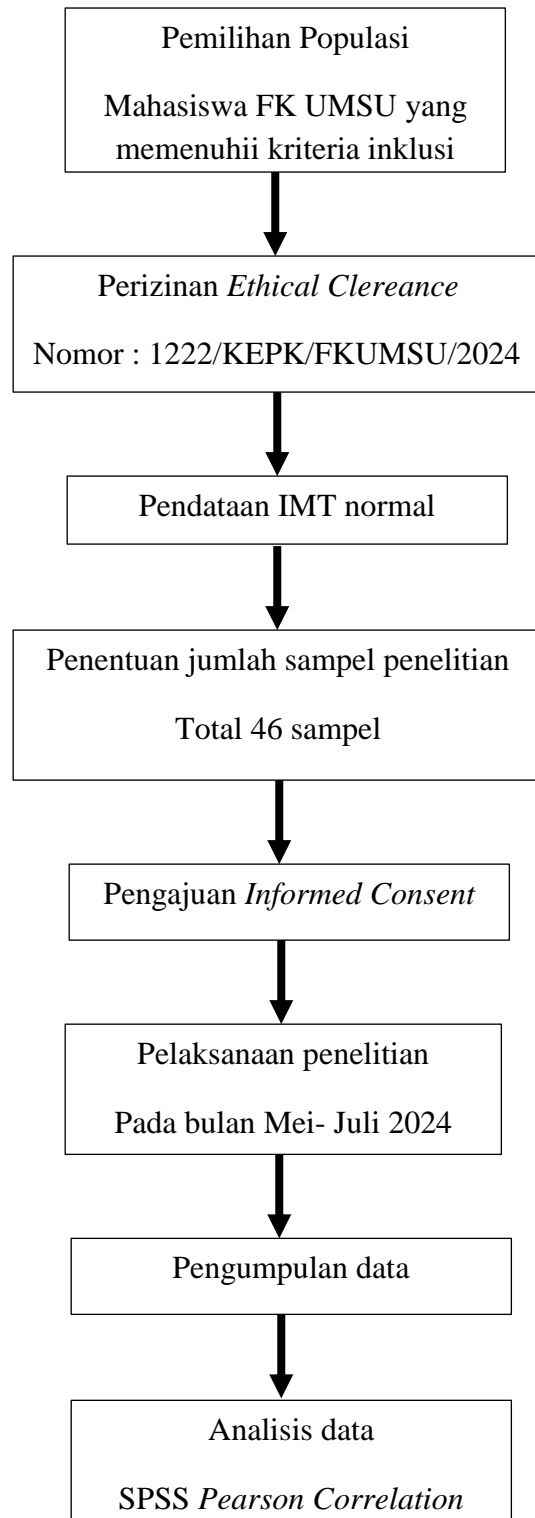 Pemilihan Populasi
Mahasiswa FK UMSU yang
memenuhii kriteria inklusi
Perizinan Ethical Clereance
Nomor : 1222/KEPK/FKUMSU/2024
Pendataan IMT normal
Penentuan jumlah sampel penelitian
Total 46 sampel
Pengajuan Informed Consent
Pelaksanaan penelitian
Pada bulan Mei- Juli 2024
Pengumpulan data
Analisis data
SPSS Pearson Correlation